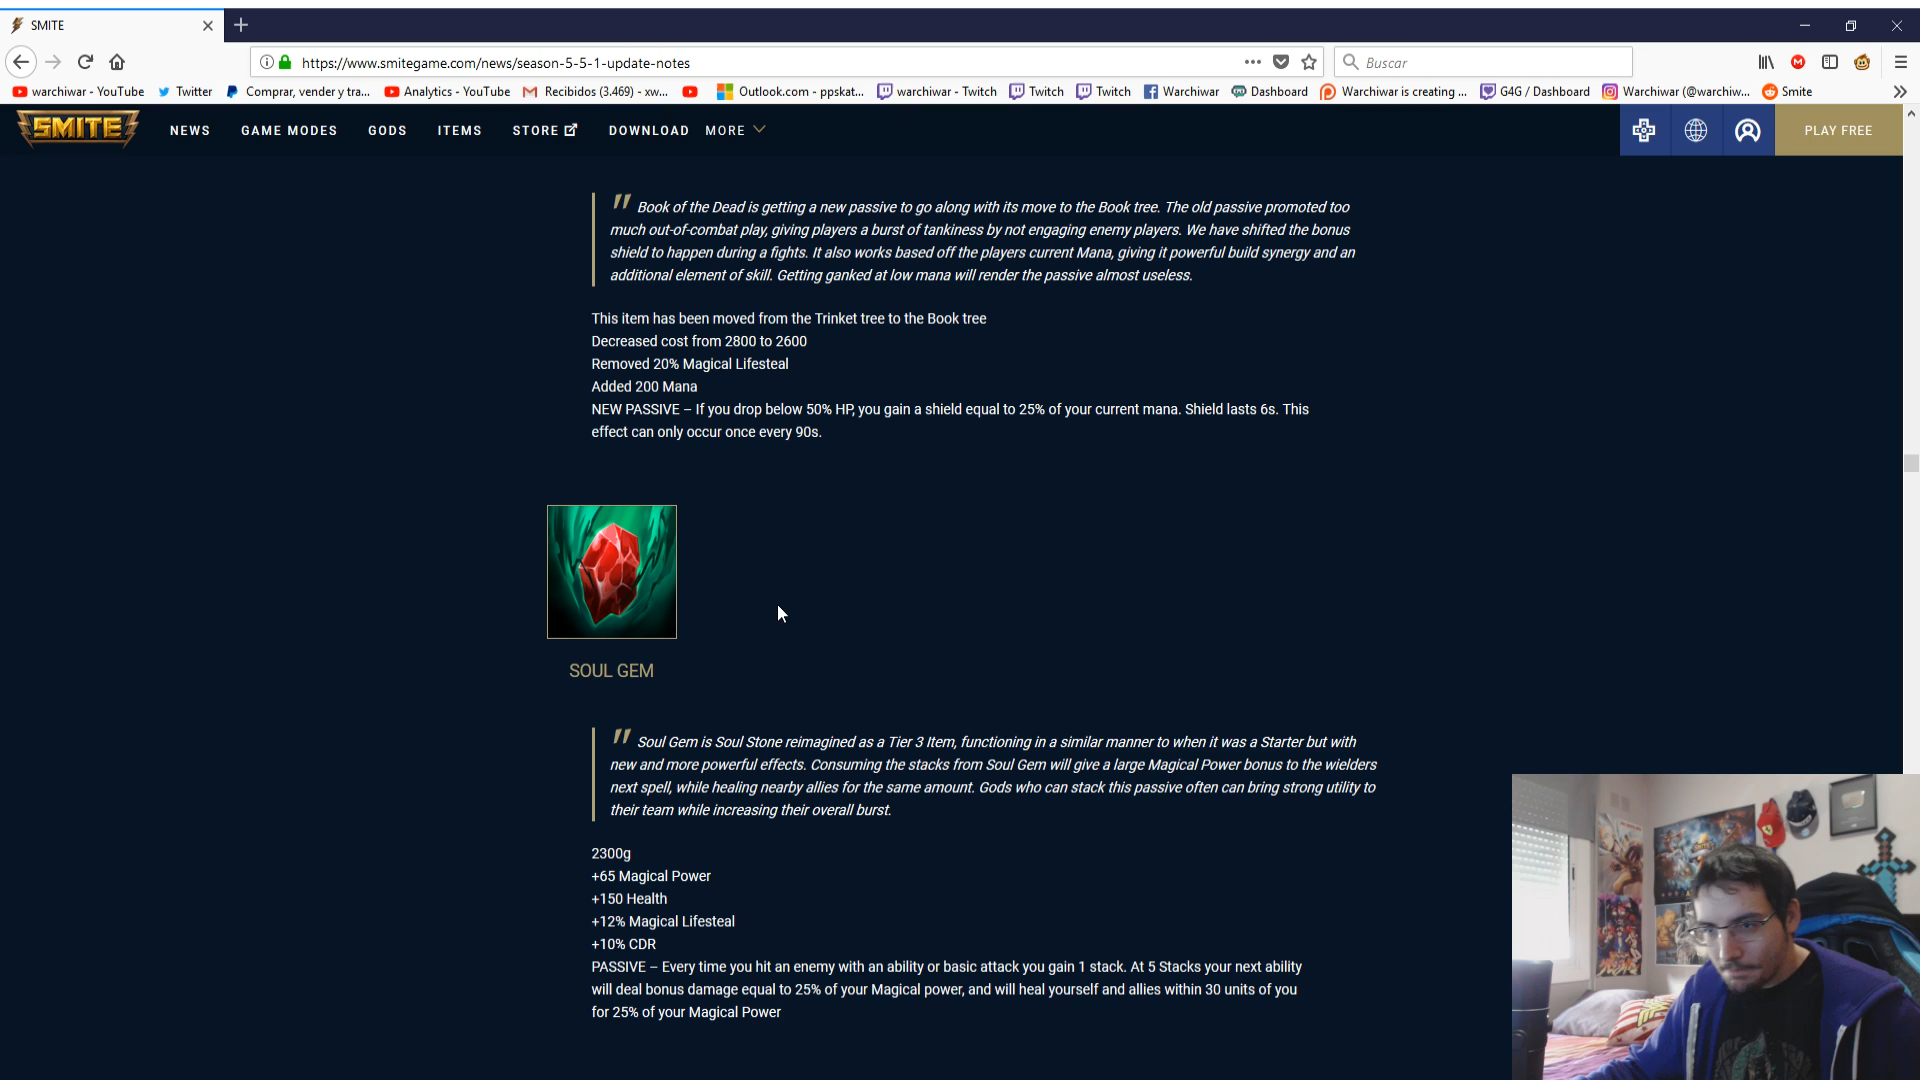 SMITE
https://www.smitegame.com/news/season-5-5-1-update-notes
Buscar
warchiwar - YouTube Twitter Comprar, vender y tra... Analytics - YouTube Recibidos (3.469) - xw... Outlook.com - ppskat... warchiwar - Twitch Twitch Twitch Warchiwar Dashboard Warchiwar is creating ... G4G / Dashboard Warchiwar (@warchiw... Smite
SMITE NEWS GAME MODES GODS ITEMS STORE DOWNLOAD MORE PLAY FREE
" Book of the Dead is getting a new passive to go along with its move to the Book tree. The old passive promoted too
much out-of-combat play, giving players a burst of tankiness by not engaging enemy players. We have shifted the bonus
shield to happen during a fights. It also works based off the players current Mana, giving it powerful build synergy and an
additional element of skill. Getting ganked at low mana will render the passive almost useless.
This item has been moved from the Trinket tree to the Book tree
Decreased cost from 2800 to 2600
Removed 20% Magical Lifesteal
Added 200 Mana
NEW PASSIVE – If you drop below 50% HP, you gain a shield equal to 25% of your current mana. Shield lasts 6s. This
effect can only occur once every 90s.
SOUL GEM
" Soul Gem is Soul Stone reimagined as a Tier 3 Item, functioning in a similar manner to when it was a Starter but with
new and more powerful effects. Consuming the stacks from Soul Gem will give a large Magical Power bonus to the wielders
next spell, while healing nearby allies for the same amount. Gods who can stack this passive often can bring strong utility to
their team while increasing their overall burst.
2300g
+65 Magical Power
+150 Health
+12% Magical Lifesteal
+10% CDR
PASSIVE – Every time you hit an enemy with an ability or basic attack you gain 1 stack. At 5 Stacks your next ability
will deal bonus damage equal to 25% of your Magical power, and will heal yourself and allies within 30 units of you
for 25% of your Magical Power